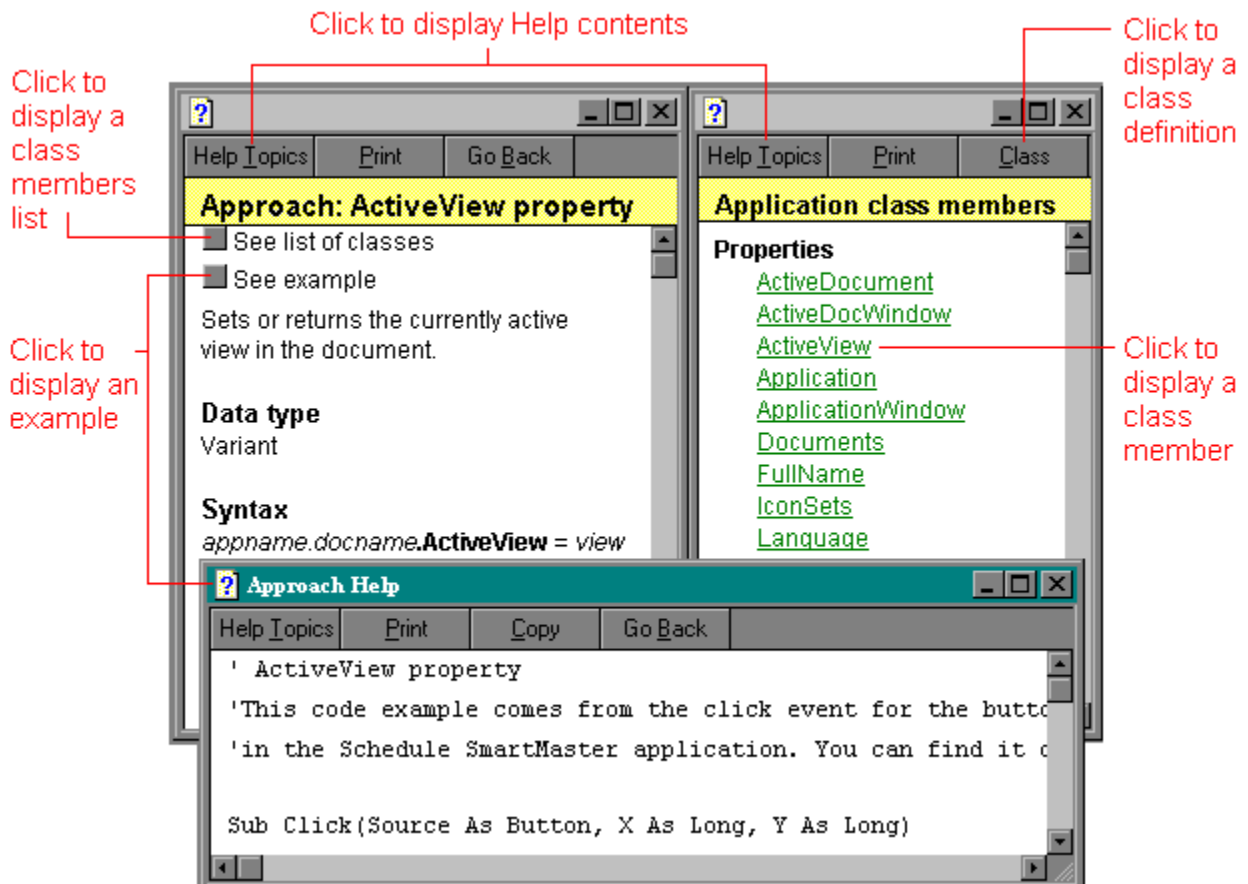 Click to display Help contents
Click to
display a
class
definition
Click to
display a
class
members
list
Help Topics Print Go Back
Help Topics Print Class
Approach: ActiveView property
Application class members
See list of classes
See example
Sets or returns the currently active
view in the document.
Data type
Variant
Syntax
appname.docname.ActiveView = view
Properties
ActiveDocument
ActiveDocWindow
ActiveView
Application
ApplicationWindow
Documents
FullName
IconSets
Language
Click to
display an
example
Click to
display a
class
member
Approach Help
Help Topics Print Copy Go Back
' ActiveView property
'This code example comes from the click event for the
'in the Schedule SmartMaster application. You can find it
Sub Click(Source As Button, X As Long, Y As Long)